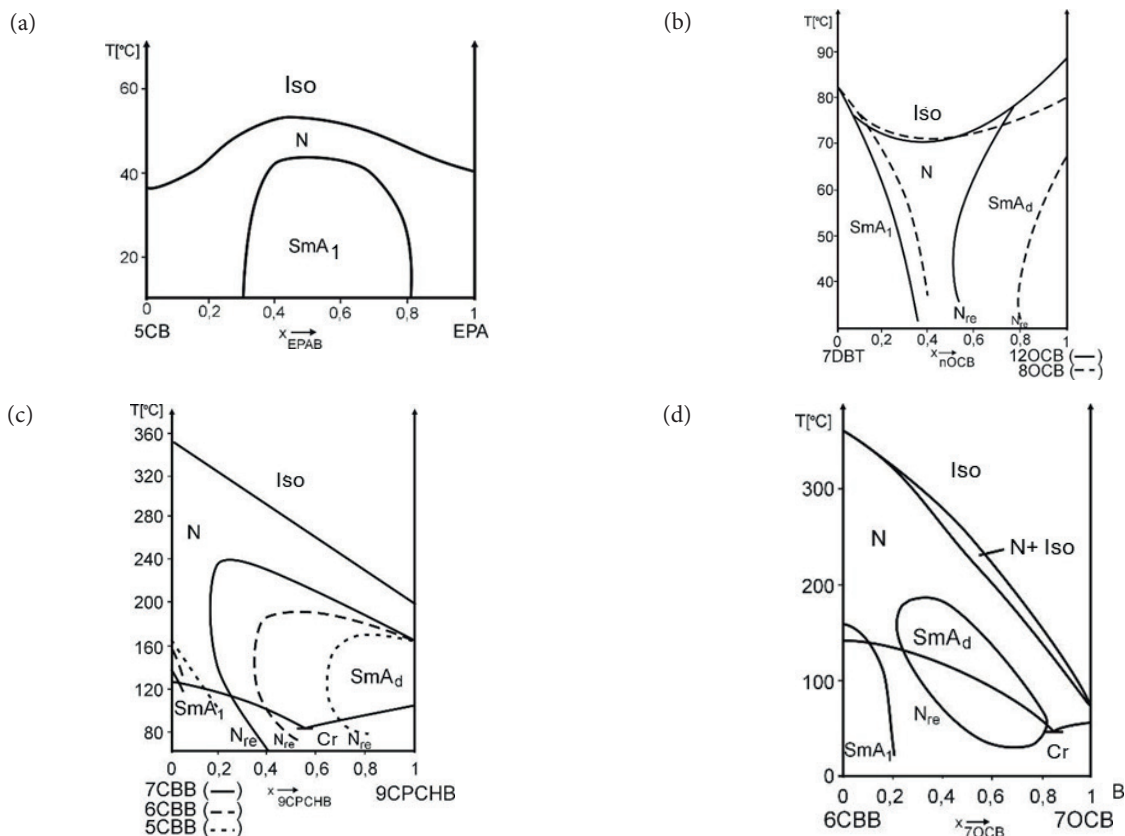 (a)
T[°C]
60
40
20
Iso
N
SmA1
0 0,2 0,4 0,6 0,8 1
5CB x EPAB EPA
(b)
T[°C]
90
80
70
60
50
40
Iso
N
SmA1
SmAd
Nre
Nre
0 0,2 0,4 0,6 0,8 1
7DBT x nOCB 12OCB (—)
8OCB (---)
(c)
T[°C]
360
320
280
240
200
160
120
80
Iso
N
SmAd
SmA1
Nre Nre Cr Nre
0 0,2 0,4 0,6 0,8 1
7CBB (—) x 9CPCHB 9CPCHB
6CBB (---)
5CBB (---)
(d)
T[°C]
300
200
100
0
Iso
N
N+ Iso
SmAd
Nre
SmA1
Cr
0 0,2 0,4 0,6 0,8 1 B
6CBB x 7OCB 7OCB